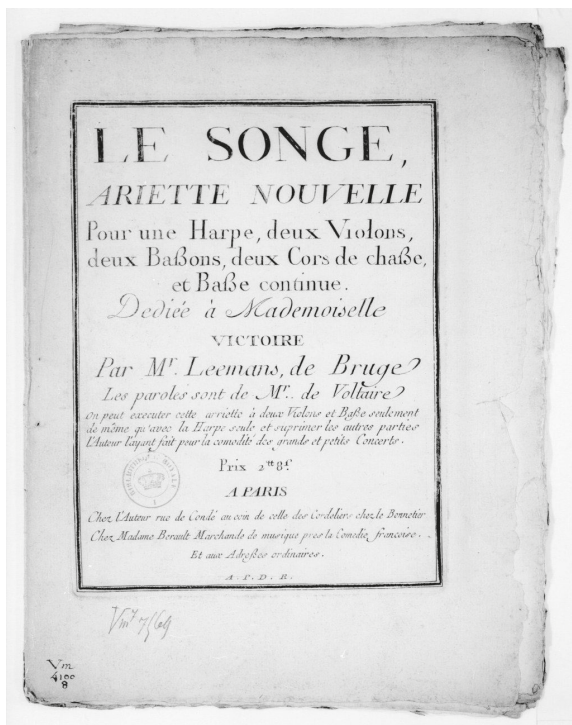 LE SONGE,
ARIETTE NOUVELLE
Pour une Harpe, deux Violons,
deux Baßons, deux Cors de chaße,
et Baße continue.
Dediée à Mademoiselle
VICTOIRE
Par Mr. Leemans, de Bruge
Les paroles sont de Mr. de Voltaire
On peut executer cette arriette à deux Violons et Baße seulement
de même qu'avec la Harpe seule et suprimer les autres parties
l'Auteur l'ayant fait pour la comodité des grands et petits Concerts.
Prix 2tt 8s.
A PARIS
Chez l'Auteur rue de Condé au coin de celle des Cordeliers chez le Bonnetier
Chez Madame Berault Marchande de musique pres la Comedie françoise.
Et aux Adreßes ordinaires.
A. P. D. R.
Vm7
Vm
4100
8